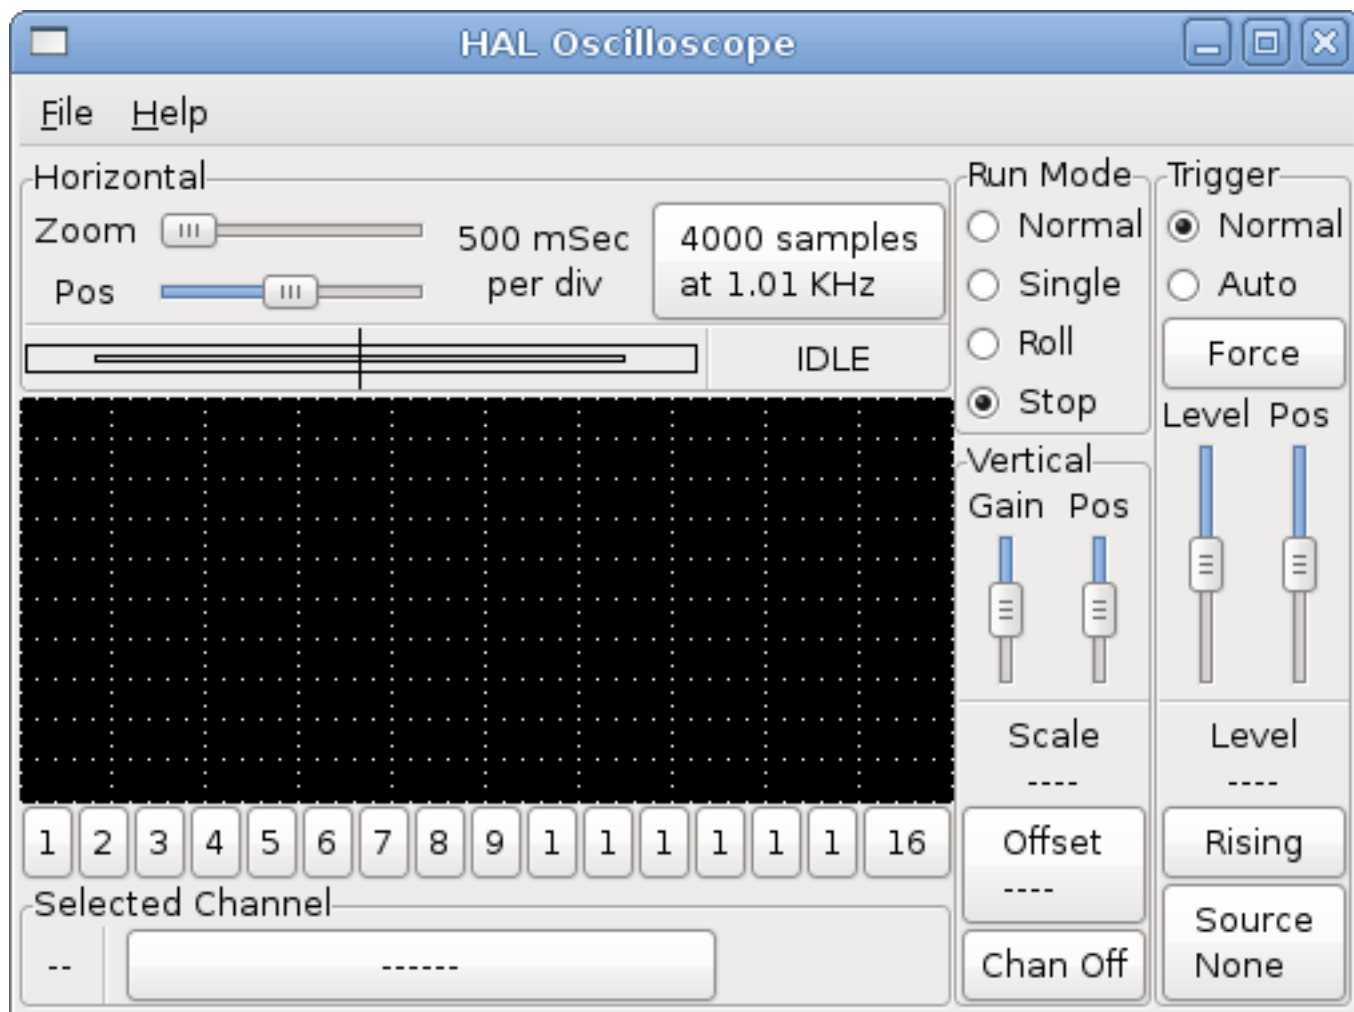 HAL Oscilloscope
File Help
Horizontal
Zoom
Pos
500 mSec
per div
4000 samples
at 1.01 KHz
IDLE
Run Mode
Normal
Single
Roll
Stop
Trigger
Normal
Auto
Force
Level Pos
Vertical
Gain Pos
Scale
----
Level
----
1 2 3 4 5 6 7 8 9 1 1 1 1 1 1 16
Offset
----
Rising
Selected Channel
--
------
Chan Off
Source
None